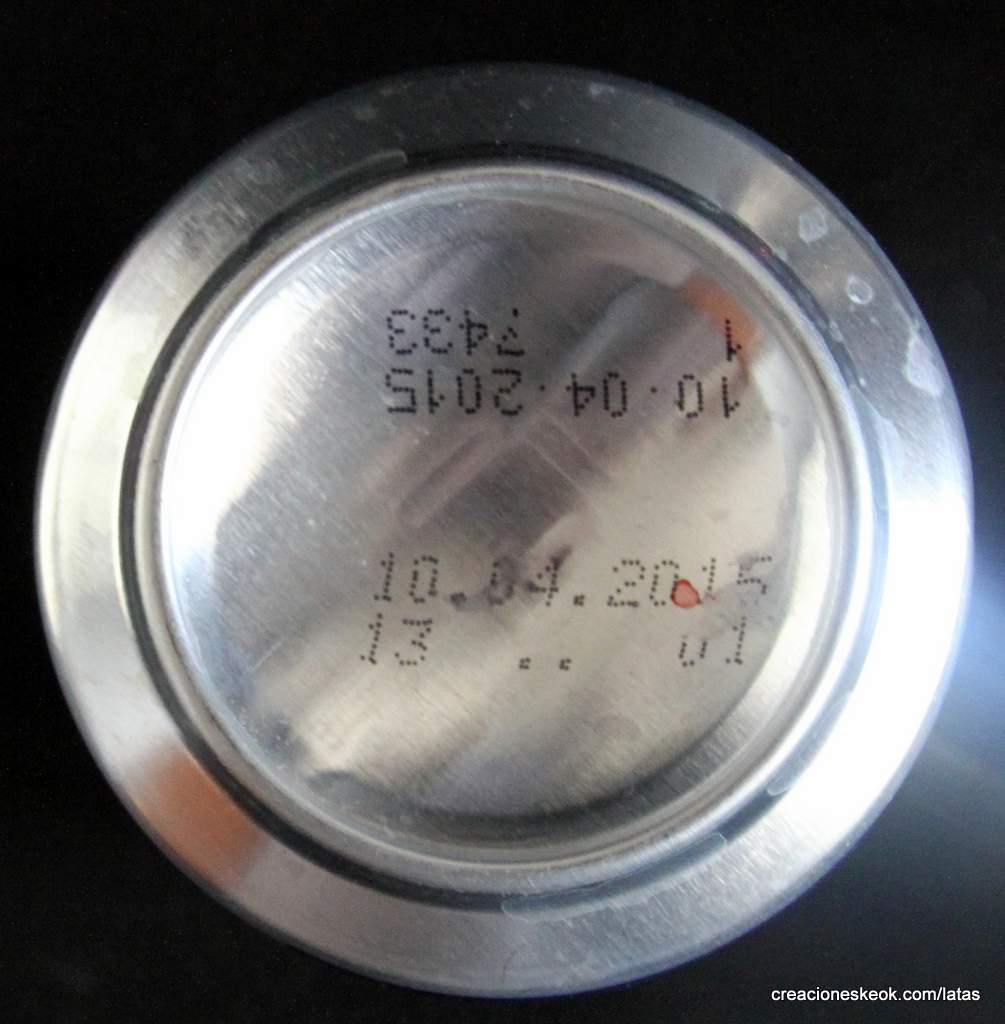 10.04.2015
1 7433
10.04.2015
13 .. 01
creacioneskeok.com/latas